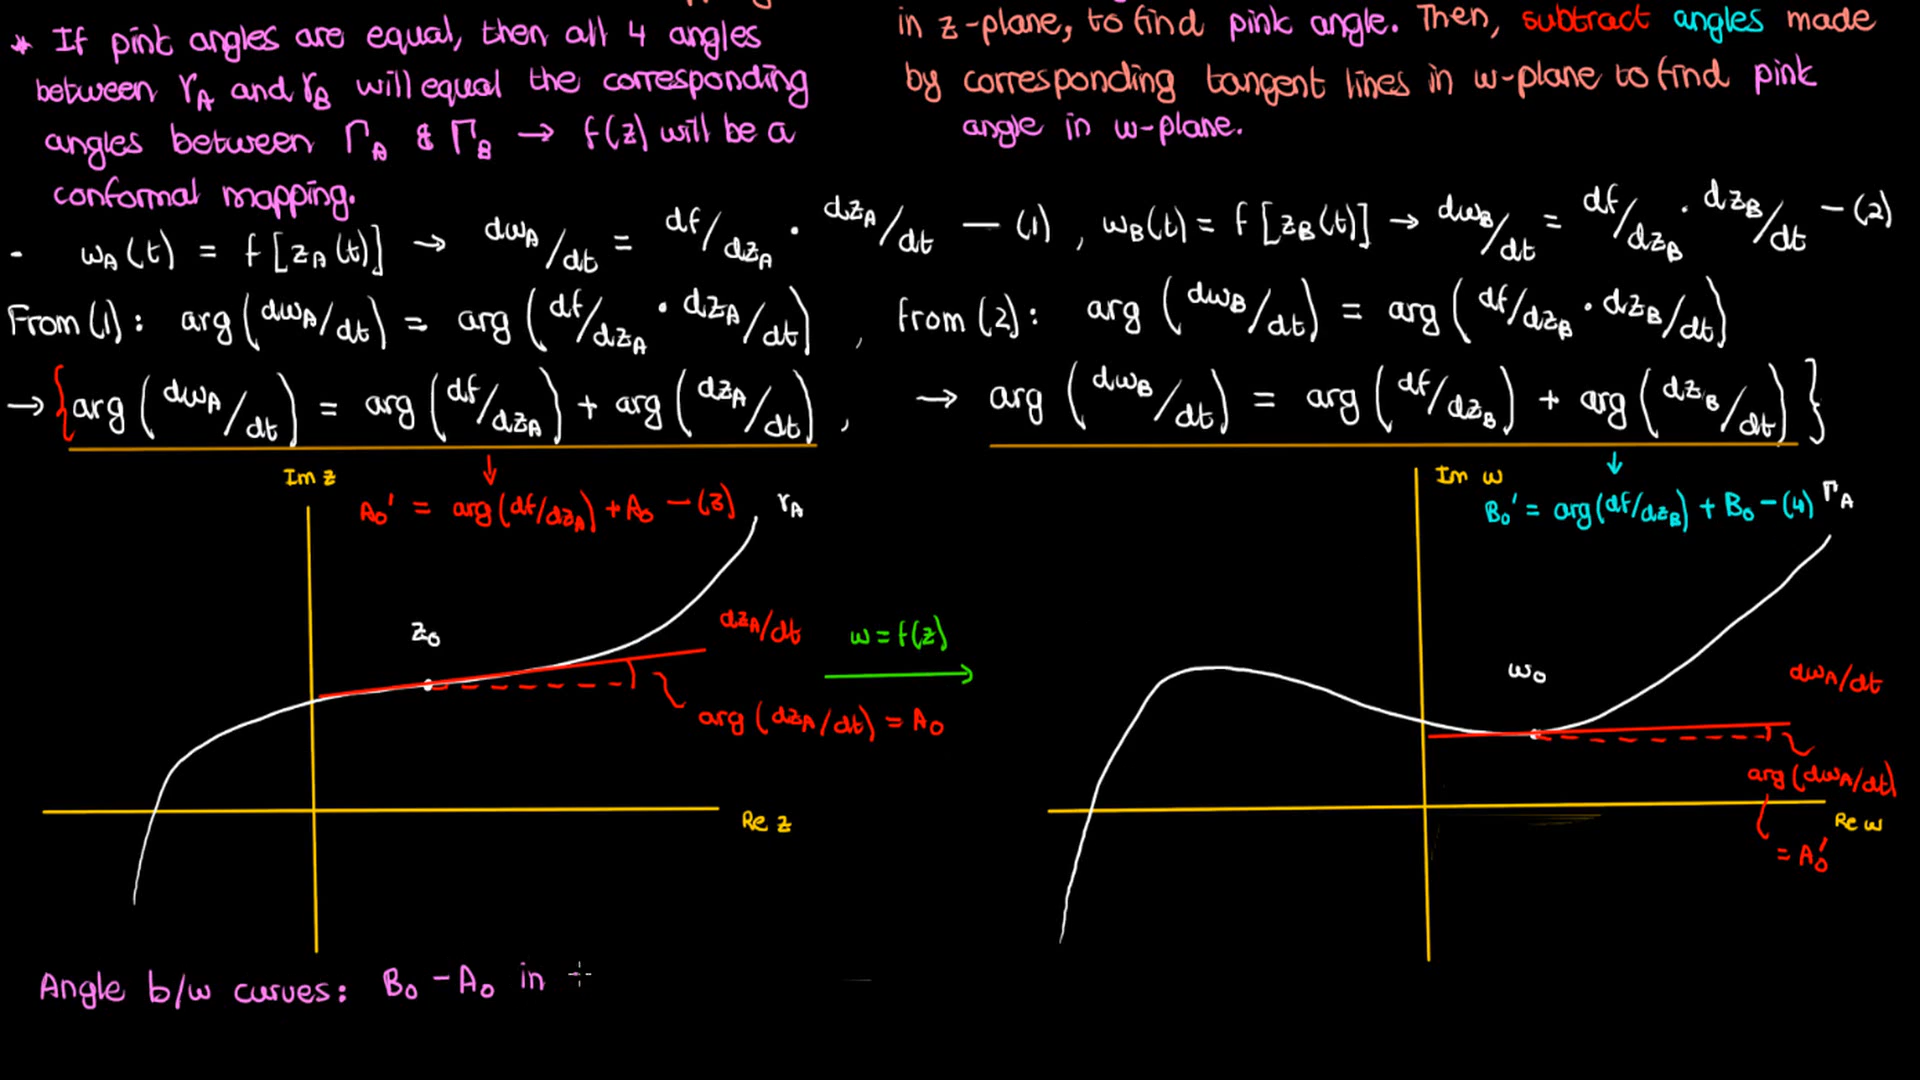 * If pink angles are equal, then all 4 angles
between γA and γB will equal the corresponding
angles between ΓA & ΓB → f(z) will be a
conformal mapping.
in z-plane, to find pink angle. Then, subtract angles made
by corresponding tangent lines in w-plane to find pink
angle in w-plane.
- wA(t) = f[zA(t)] → dwA/dt = df/dzA · dzA/dt — (1) , wB(t) = f[zB(t)] → dwB/dt = df/dzB · dzB/dt — (2)
From (1): arg(dwA/dt) = arg(df/dzA · dzA/dt) , From (2): arg(dwB/dt) = arg(df/dzB · dzB/dt)
→ {arg(dwA/dt) = arg(df/dzA) + arg(dzA/dt) , → arg(dwB/dt) = arg(df/dzB) + arg(dzB/dt)}
Im z
A0' = arg(df/dzA) + A0 — (3)
γA
z0
dzA/dt
arg(dzA/dt) = A0
Re z
w = f(z)
Im w
B0' = arg(df/dzB) + B0 — (4)
ΓA
w0
dwA/dt
arg(dwA/dt)
Re w
= A0'
Angle b/w curves: B0 - A0 in